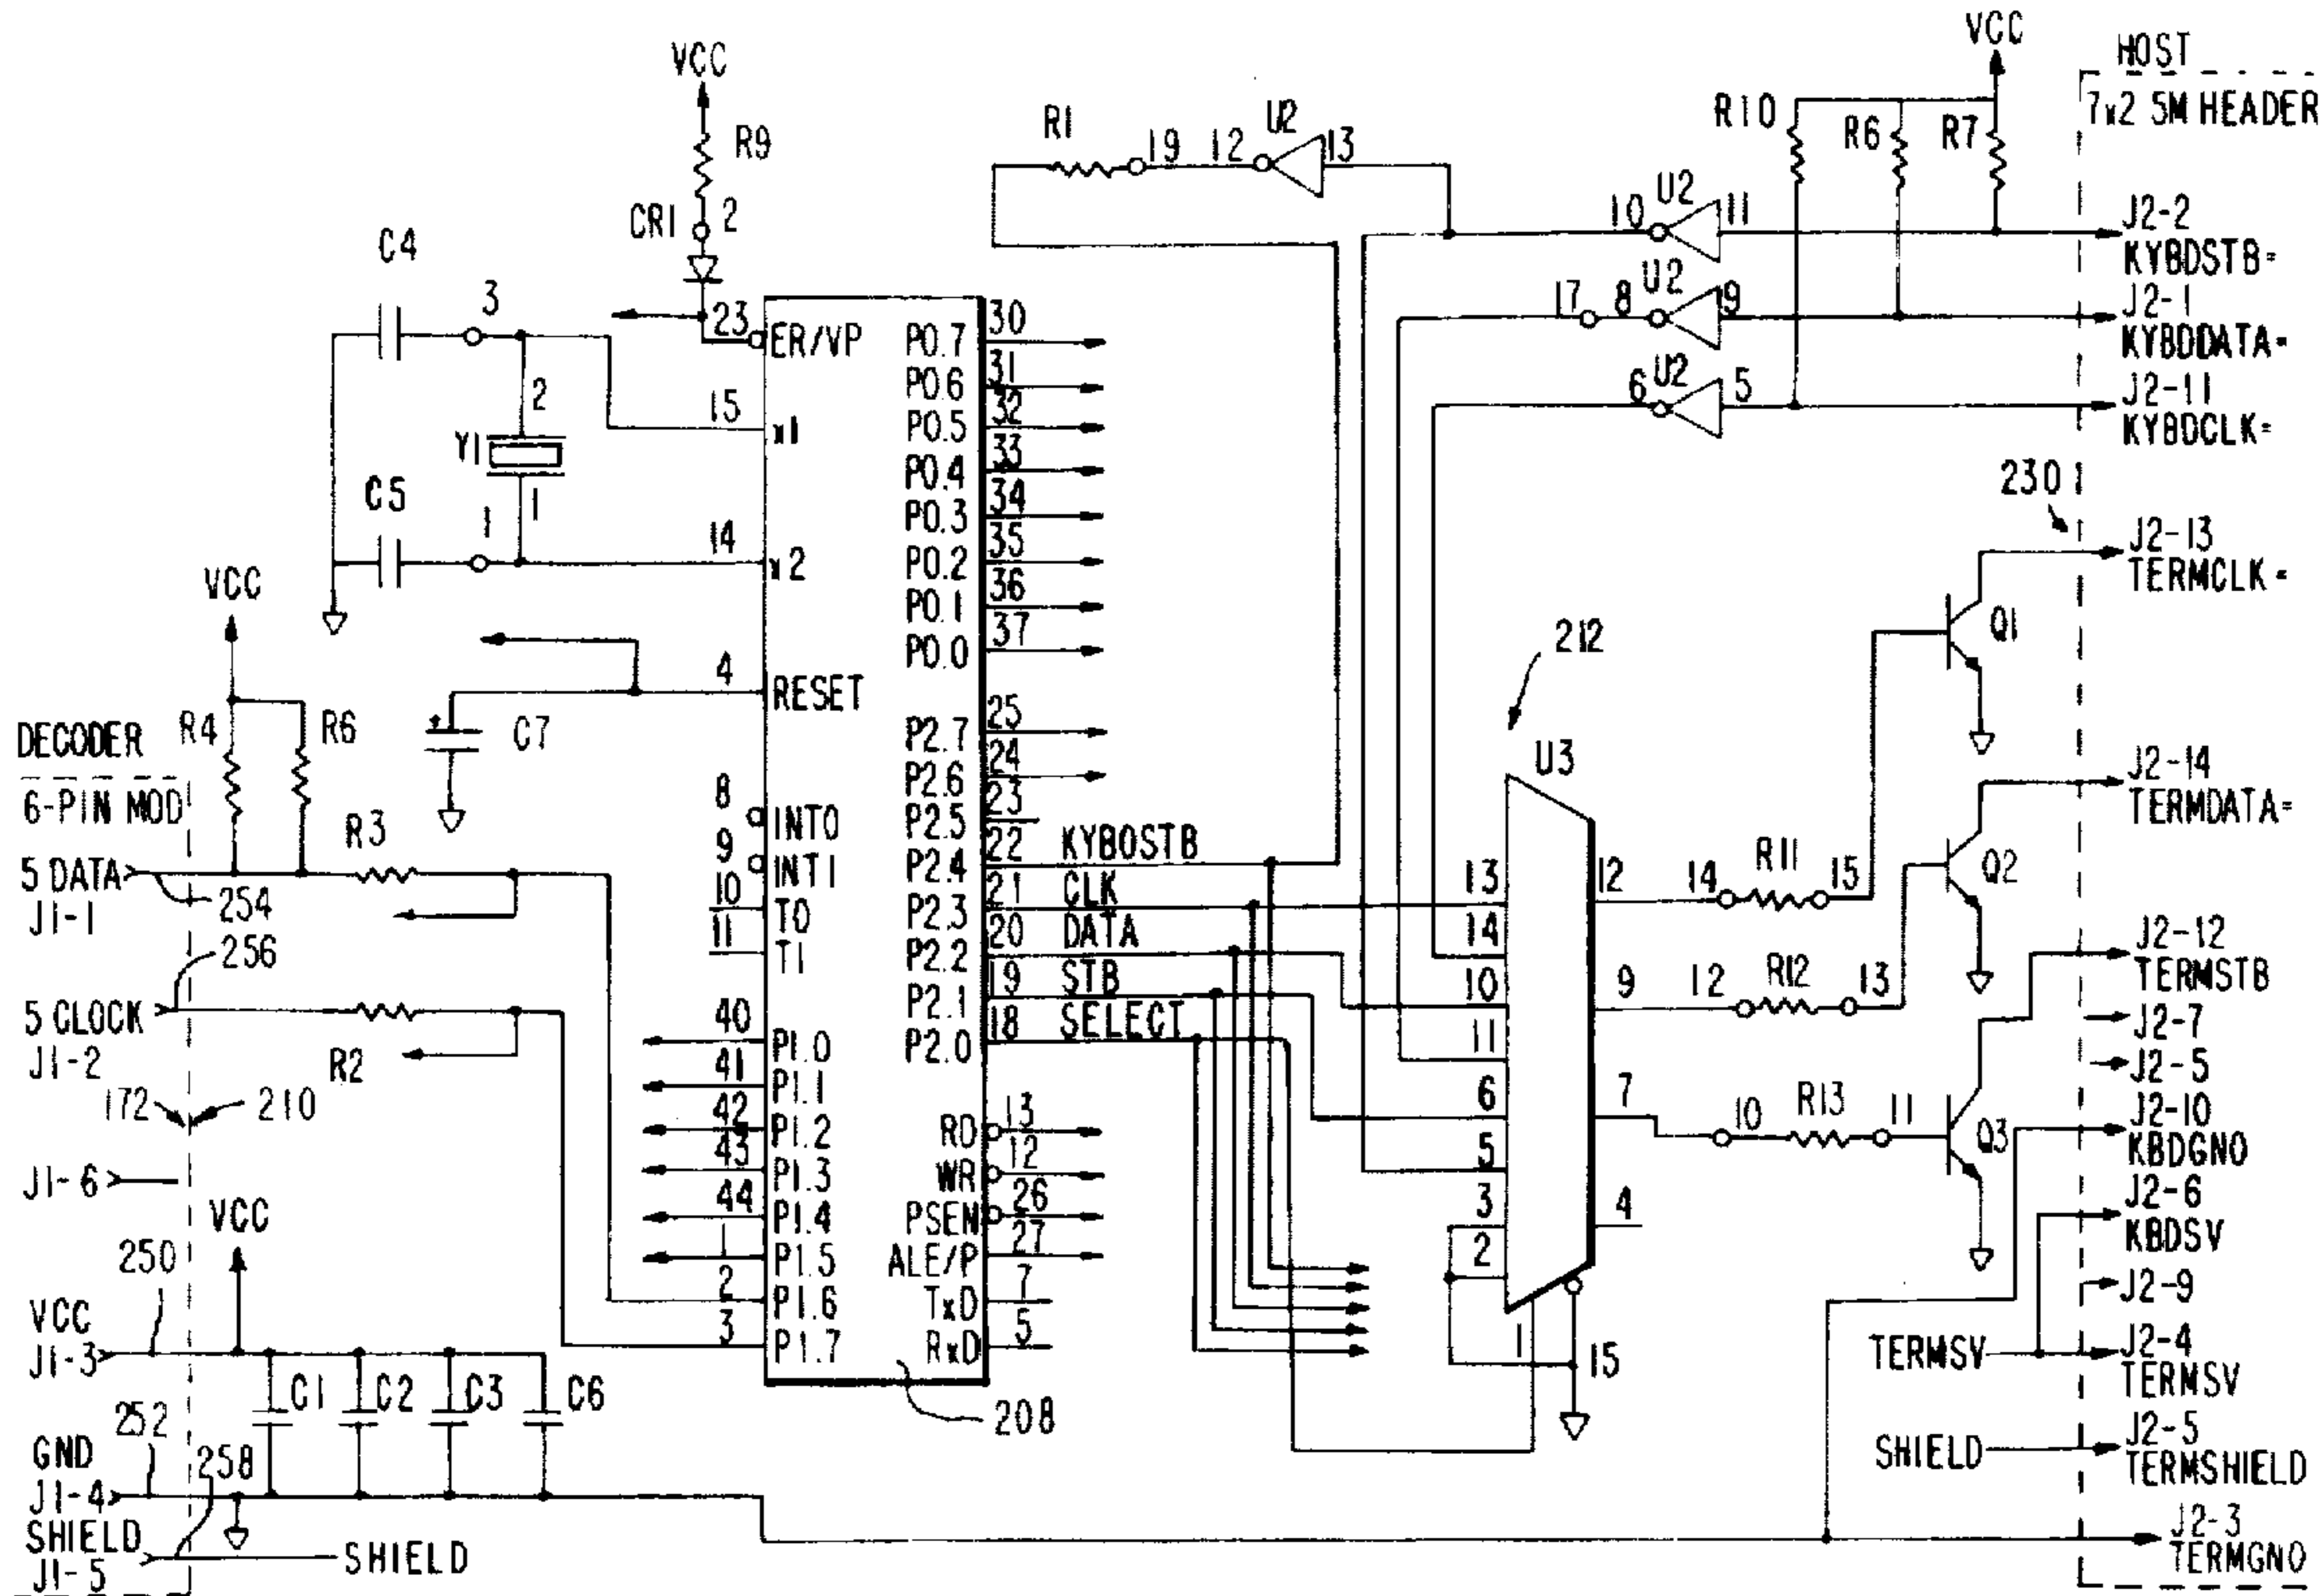 VCC
R9
CR1
2
C4
3
23
ER/VP
15
x1
2
Y1
1
C5
1
14
x2
VCC
4
RESET
C7
R4
R6
DECODER
6-PIN MOD
R3
5 DATA
J1-1
254
256
5 CLOCK
J1-2
R2
172
210
J1-6
VCC
250
VCC
J1-3
C1
C2
C3
C6
252
GND
J1-4
258
SHIELD
J1-5
SHIELD
8
INT0
9
INT1
10
T0
11
T1
40
P1.0
41
P1.1
42
P1.2
43
P1.3
44
P1.4
1
P1.5
2
P1.6
3
P1.7
P0.7
30
P0.6
31
P0.5
32
P0.4
33
P0.3
34
P0.2
35
P0.1
36
P0.0
37
P2.7
25
P2.6
24
P2.5
23
P2.4
22
KYBOSTB
P2.3
21
CLK
P2.2
20
DATA
P2.1
19
STB
P2.0
18
SELECT
RD
13
WR
12
PSEN
26
ALE/P
27
TxD
7
RxD
5
208
R1
19
12
U2
13
10
U2
11
17
8
U2
9
6
U2
5
VCC
R10
R6
R7
212
U3
13
14
10
11
6
5
3
2
1
15
12
9
7
4
14
R11
15
12
R12
13
10
R13
11
Q1
Q2
Q3
230
HOST
7x2 5M HEADER
J2-2
KYBDSTB=
J2-1
KYBDDATA=
J2-11
KYBDCLK=
J2-13
TERMCLK=
J2-14
TERMDATA=
J2-12
TERMSTB
J2-7
J2-5
J2-10
KBDGNO
J2-6
KBDSV
J2-9
TERMSV
J2-4
TERMSV
SHIELD
J2-5
TERMSHIELD
J2-3
TERMGNO